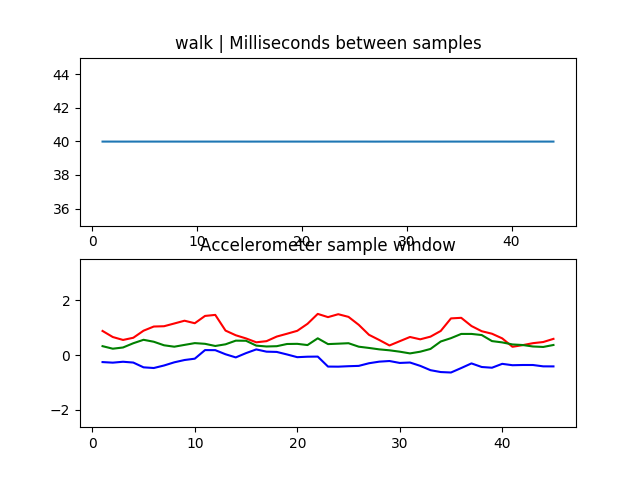 walk | Milliseconds between samples
44
42
40
38
36
0 10 20 30 40
Accelerometer sample window
2
0
−2
0 10 20 30 40